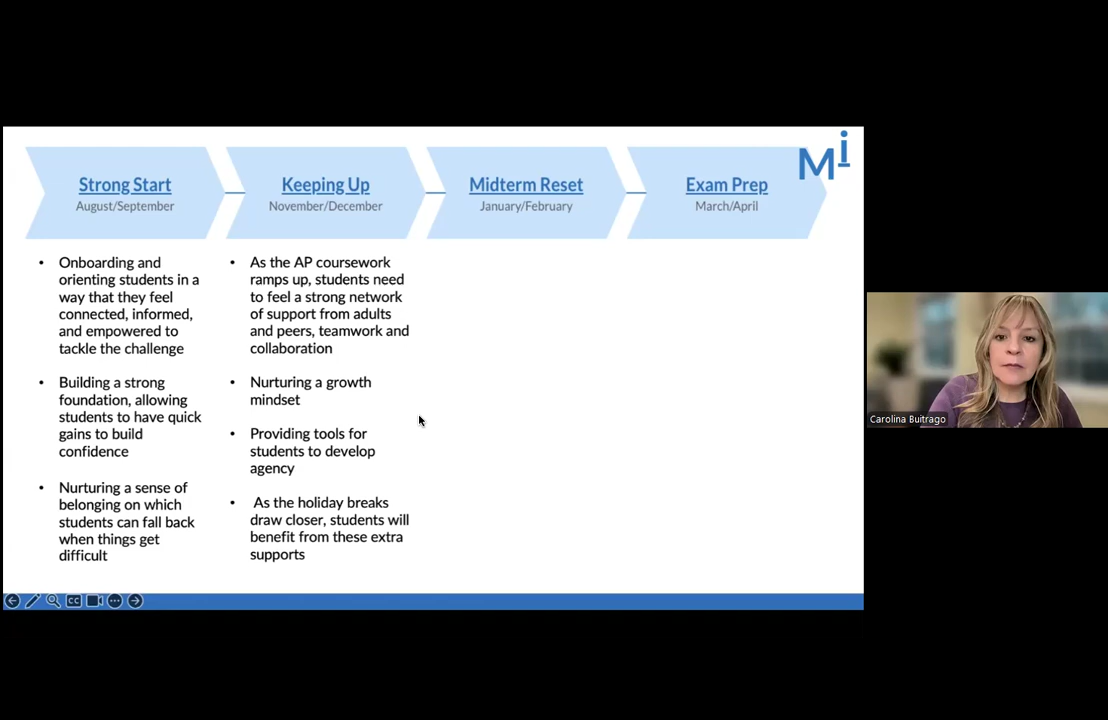 Mi
Strong Start
August/September
Keeping Up
November/December
Midterm Reset
January/February
Exam Prep
March/April
• Onboarding and
orienting students in a
way that they feel
connected, informed,
and empowered to
tackle the challenge
• Building a strong
foundation, allowing
students to have quick
gains to build
confidence
• Nurturing a sense of
belonging on which
students can fall back
when things get
difficult
• As the AP coursework
ramps up, students need
to feel a strong network
of support from adults
and peers, teamwork and
collaboration
• Nurturing a growth
mindset
• Providing tools for
students to develop
agency
• As the holiday breaks
draw closer, students will
benefit from these extra
supports
CC
Carolina Buitrago